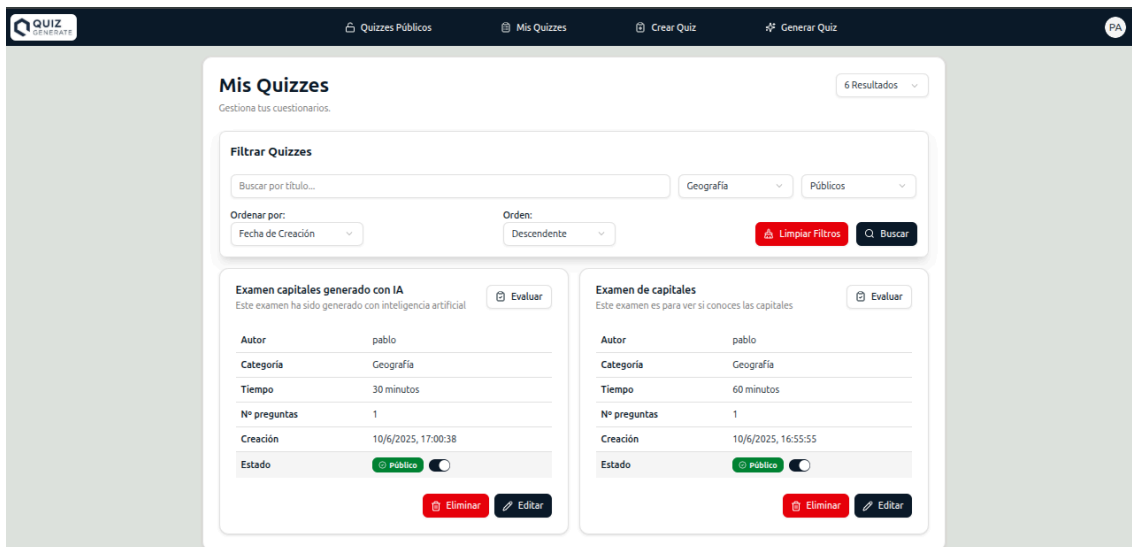 QUIZ
GENERATE
Quizzes Públicos
Mis Quizzes
Crear Quiz
Generar Quiz
PA
Mis Quizzes
6 Resultados
Gestiona tus cuestionarios.
Filtrar Quizzes
Buscar por título...
Geografía
Públicos
Ordenar por:
Orden:
Fecha de Creación
Descendente
Limpiar Filtros
Buscar
Examen capitales generado con IA
Este examen ha sido generado con inteligencia artificial
Evaluar
Autor pablo
Categoría Geografía
Tiempo 30 minutos
Nº preguntas 1
Creación 10/6/2025, 17:00:38
Estado Público
Eliminar
Editar
Examen de capitales
Este examen es para ver si conoces las capitales
Evaluar
Autor pablo
Categoría Geografía
Tiempo 60 minutos
Nº preguntas 1
Creación 10/6/2025, 16:55:55
Estado Público
Eliminar
Editar